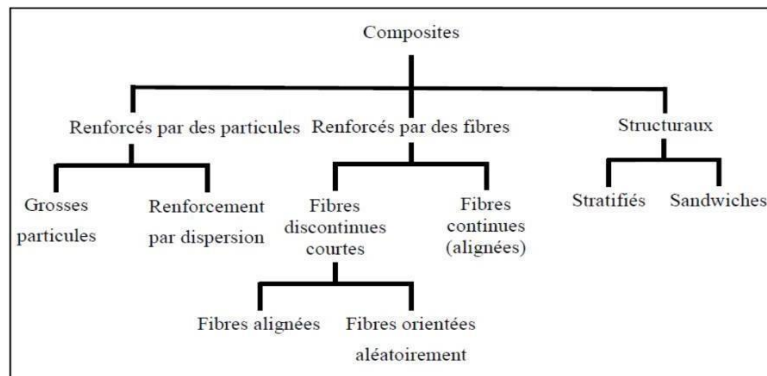 Composites
Renforcés par des particules
Renforcés par des fibres
Structuraux
Grosses
particules
Renforcement
par dispersion
Fibres
discontinues
courtes
Fibres
continues
(alignées)
Stratifiés
Sandwiches
Fibres alignées
Fibres orientées
aléatoirement